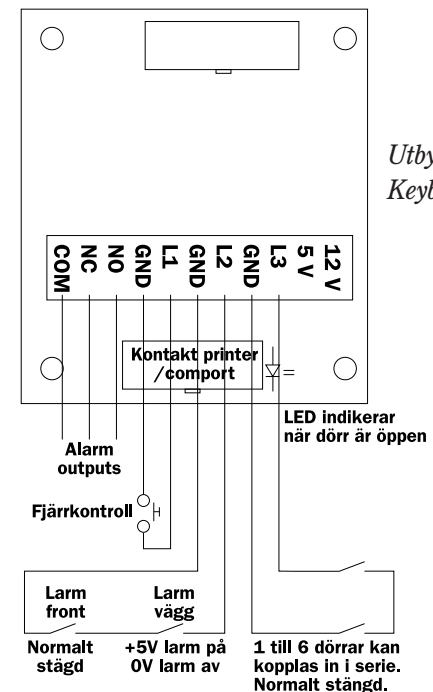 Utby
Keyb
COM
NC
NO
GND
L1
GND
L2
GND
L3
5 V
12 V
Kontakt printer
/comport
LED indikerar
när dörr är öppen
Alarm
outputs
Fjärrkontroll
Larm
front
Larm
vägg
Normalt
stägd
+5V larm på
0V larm av
1 till 6 dörrar kan
kopplas in i serie.
Normalt stängd.